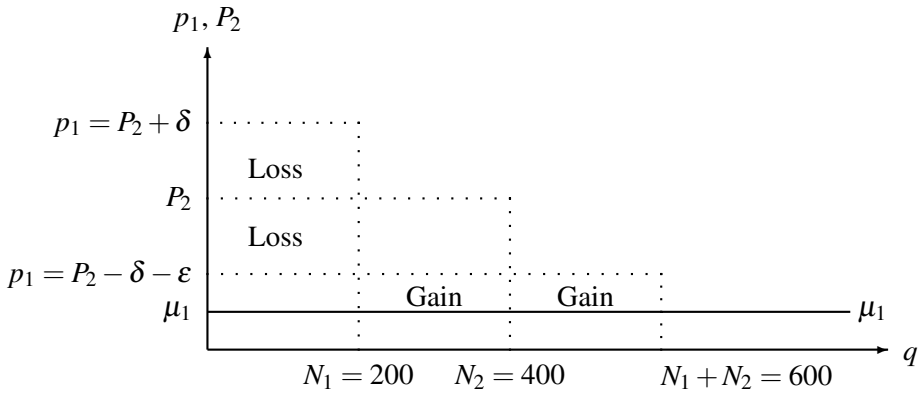 p₁, P₂
p₁ = P₂ + δ
Loss
P₂
Loss
p₁ = P₂ − δ − ε
Gain Gain
μ₁ μ₁
q
N₁ = 200 N₂ = 400 N₁ + N₂ = 600